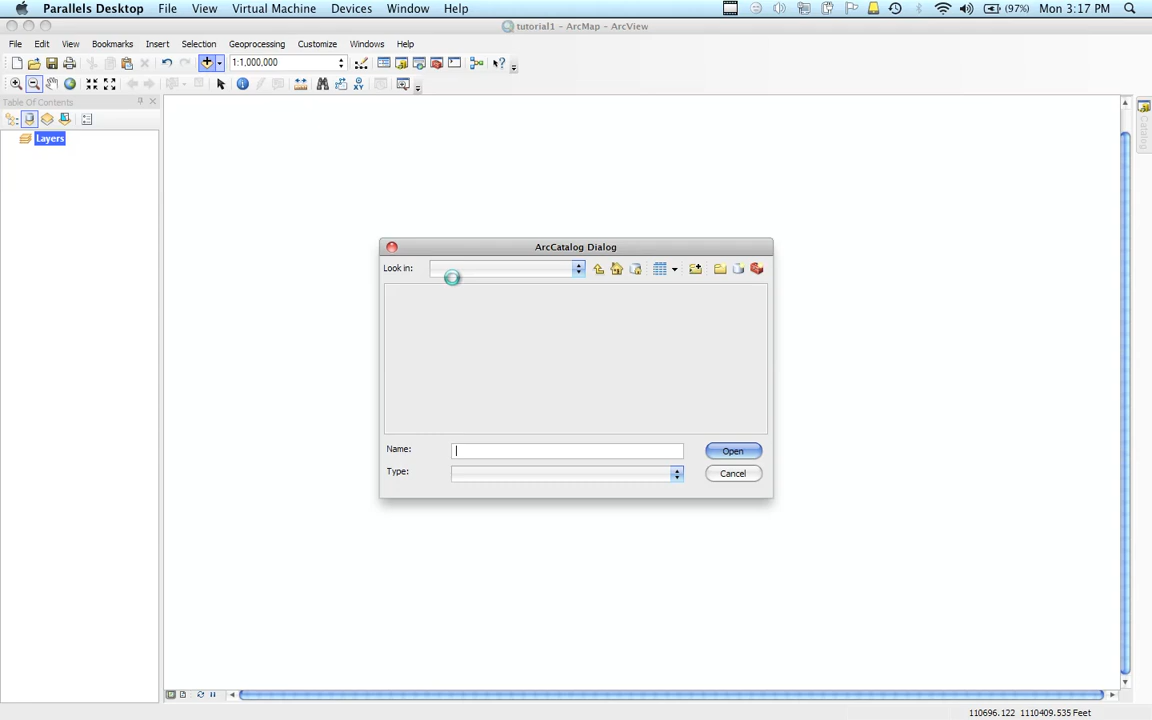 Parallels Desktop File View Virtual Machine Devices Window Help (97%) Mon 3:17 PM
tutorial1 - ArcMap - ArcView
File Edit View Bookmarks Insert Selection Geoprocessing Customize Windows Help
1:1,000,000
Table Of Contents
Layers
Catalog
ArcCatalog Dialog
Look in:
Name:
Open
Type:
Cancel
110696.122 1110409.535 Feet